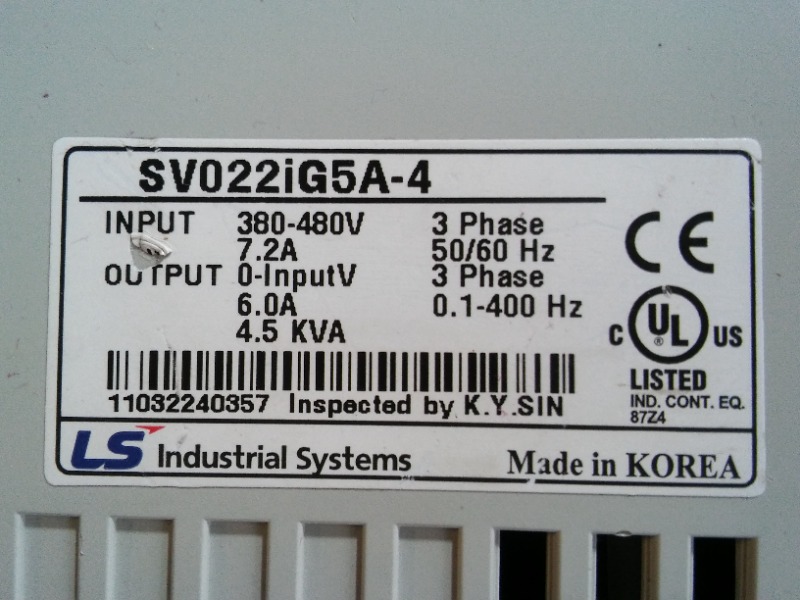 SV022iG5A-4
INPUT 380-480V 3 Phase
7.2A 50/60 Hz
OUTPUT 0-InputV 3 Phase
6.0A 0.1-400 Hz
4.5 KVA
CE
C UL US
®
LISTED
IND. CONT. EQ.
87Z4
11032240357 Inspected by K.Y.SIN
LS Industrial Systems Made in KOREA